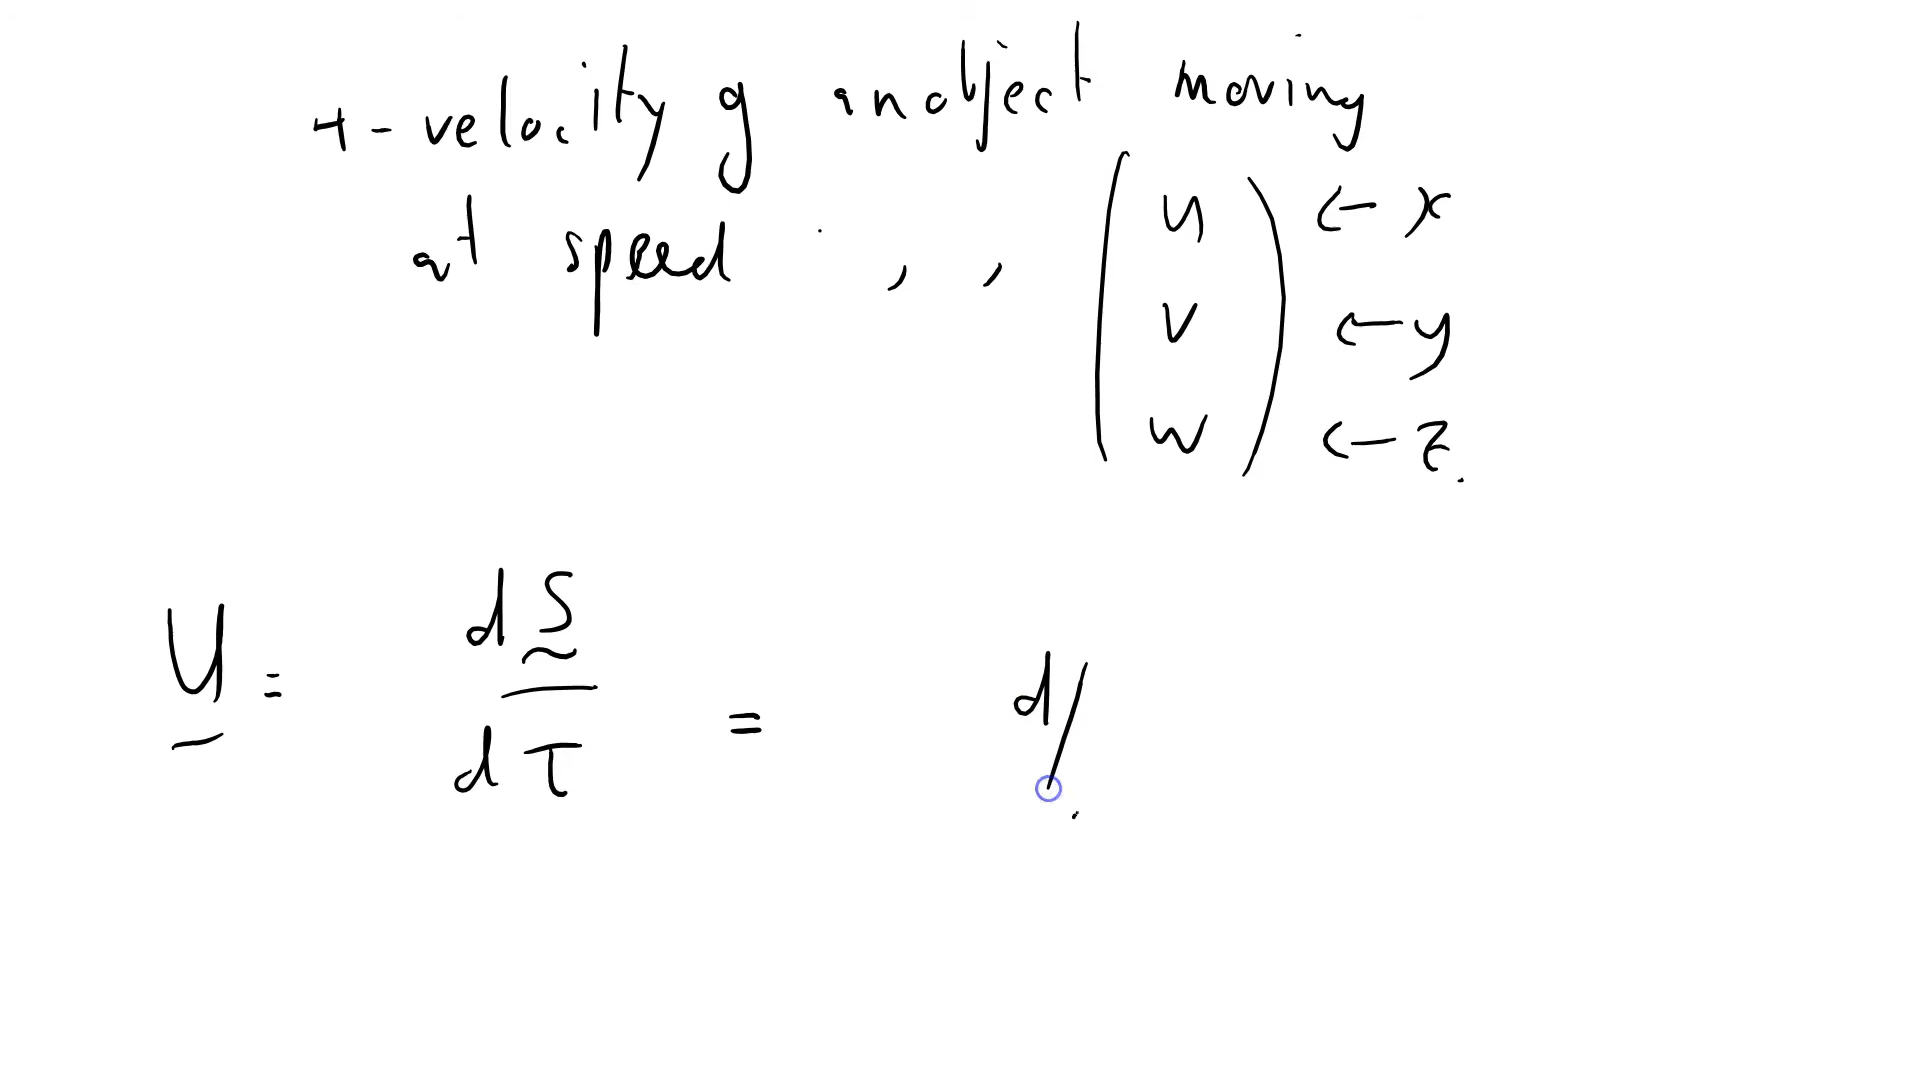 4-velocity of an object moving
at speed , , ( u ) ← x
v ← y
w ← z.
U = dS/dτ = d/